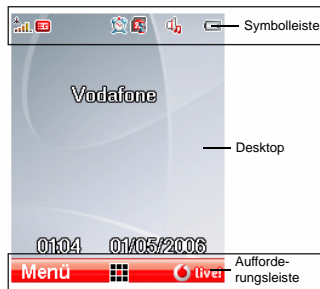 Symbolleiste
Vodafone
Desktop
01:04 01/05/2006
Menü live!
Aufforde-
rungsleiste